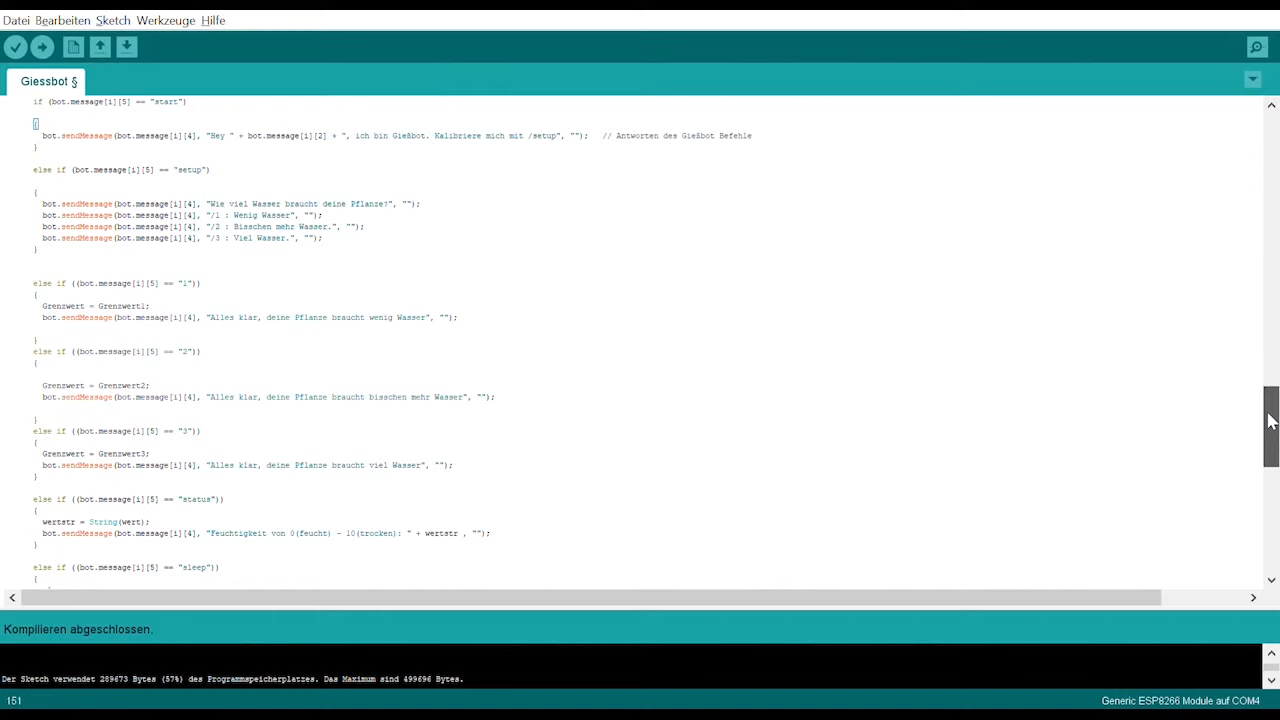 Datei Bearbeiten Sketch Werkzeuge Hilfe
Giessbot §
if (bot.message[i][5] == "start")
{
bot.sendMessage(bot.message[i][4], "Hey " + bot.message[i][2] + ", ich bin Gießbot. Kalibriere mich mit /setup", ""); // Antworten des Gießbot Befehle
}
else if (bot.message[i][5] == "setup")
{
bot.sendMessage(bot.message[i][4], "Wie viel Wasser braucht deine Pflanze?", "");
bot.sendMessage(bot.message[i][4], "/1 : Wenig Wasser", "");
bot.sendMessage(bot.message[i][4], "/2 : Bisschen mehr Wasser.", "");
bot.sendMessage(bot.message[i][4], "/3 : Viel Wasser.", "");
}
else if ((bot.message[i][5] == "1"))
{
Grenzwert = Grenzwert1;
bot.sendMessage(bot.message[i][4], "Alles klar, deine Pflanze braucht wenig Wasser", "");
}
else if ((bot.message[i][5] == "2"))
{
Grenzwert = Grenzwert2;
bot.sendMessage(bot.message[i][4], "Alles klar, deine Pflanze braucht bisschen mehr Wasser", "");
}
else if ((bot.message[i][5] == "3"))
{
Grenzwert = Grenzwert3;
bot.sendMessage(bot.message[i][4], "Alles klar, deine Pflanze braucht viel Wasser", "");
}
else if ((bot.message[i][5] == "status"))
{
wertstr = String(wert);
bot.sendMessage(bot.message[i][4], "Feuchtigkeit von 0(feucht) - 10(trocken): " + wertstr , "");
}
else if ((bot.message[i][5] == "sleep"))
{
Kompilieren abgeschlossen.
Der Sketch verwendet 289673 Bytes (57%) des Programmspeicherplatzes. Das Maximum sind 499696 Bytes.
151
Generic ESP8266 Module auf COM4